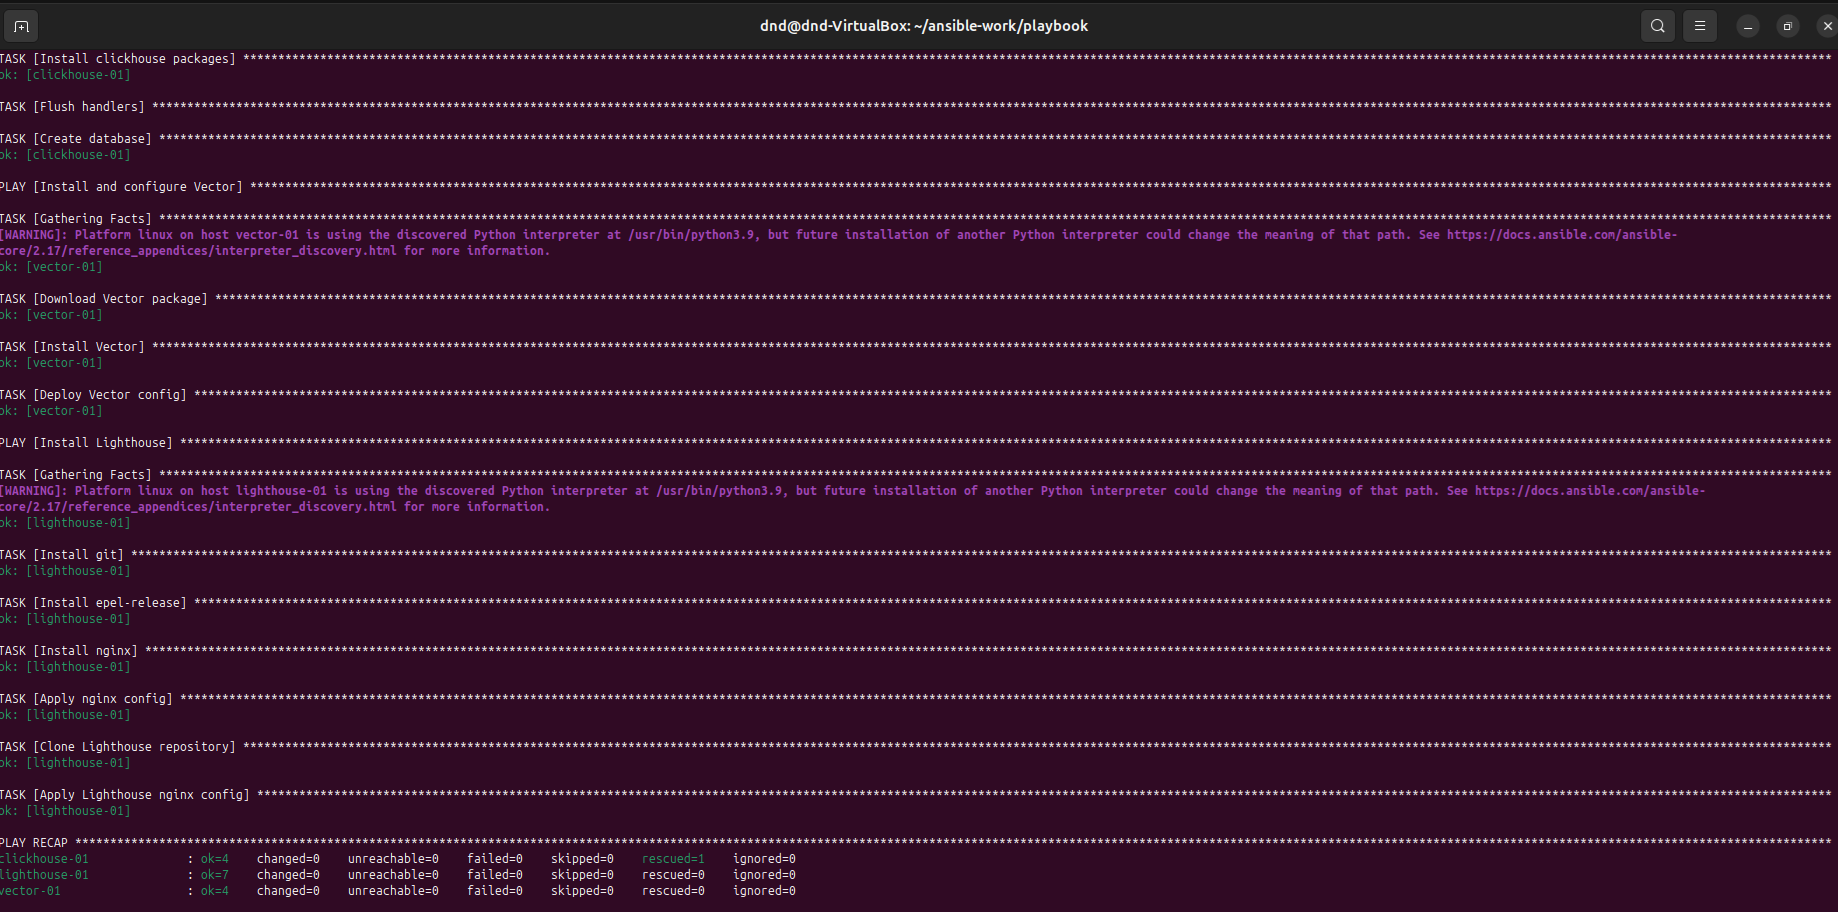 dnd@dnd-VirtualBox: ~/ansible-work/playbook
TASK [Install clickhouse packages] ***********************************************************************************************************************************************************************************************************************************
ok: [clickhouse-01]
TASK [Flush handlers] ************************************************************************************************************************************************************************************************************************************************
TASK [Create database] ***********************************************************************************************************************************************************************************************************************************************
ok: [clickhouse-01]
PLAY [Install and configure Vector] **********************************************************************************************************************************************************************************************************************************
TASK [Gathering Facts] ***********************************************************************************************************************************************************************************************************************************************
[WARNING]: Platform linux on host vector-01 is using the discovered Python interpreter at /usr/bin/python3.9, but future installation of another Python interpreter could change the meaning of that path. See https://docs.ansible.com/ansible-
core/2.17/reference_appendices/interpreter_discovery.html for more information.
ok: [vector-01]
TASK [Download Vector package] ***************************************************************************************************************************************************************************************************************************************
ok: [vector-01]
TASK [Install Vector] ************************************************************************************************************************************************************************************************************************************************
ok: [vector-01]
TASK [Deploy Vector config] ******************************************************************************************************************************************************************************************************************************************
ok: [vector-01]
PLAY [Install Lighthouse] ********************************************************************************************************************************************************************************************************************************************
TASK [Gathering Facts] ***********************************************************************************************************************************************************************************************************************************************
[WARNING]: Platform linux on host lighthouse-01 is using the discovered Python interpreter at /usr/bin/python3.9, but future installation of another Python interpreter could change the meaning of that path. See https://docs.ansible.com/ansible-
core/2.17/reference_appendices/interpreter_discovery.html for more information.
ok: [lighthouse-01]
TASK [Install git] ***************************************************************************************************************************************************************************************************************************************************
ok: [lighthouse-01]
TASK [Install epel-release] ******************************************************************************************************************************************************************************************************************************************
ok: [lighthouse-01]
TASK [Install nginx] *************************************************************************************************************************************************************************************************************************************************
ok: [lighthouse-01]
TASK [Apply nginx config] ********************************************************************************************************************************************************************************************************************************************
ok: [lighthouse-01]
TASK [Clone Lighthouse repository] ***********************************************************************************************************************************************************************************************************************************
ok: [lighthouse-01]
TASK [Apply Lighthouse nginx config] *********************************************************************************************************************************************************************************************************************************
ok: [lighthouse-01]
PLAY RECAP ***********************************************************************************************************************************************************************************************************************************************************
clickhouse-01 : ok=4 changed=0 unreachable=0 failed=0 skipped=0 rescued=1 ignored=0
lighthouse-01 : ok=7 changed=0 unreachable=0 failed=0 skipped=0 rescued=0 ignored=0
vector-01 : ok=4 changed=0 unreachable=0 failed=0 skipped=0 rescued=0 ignored=0